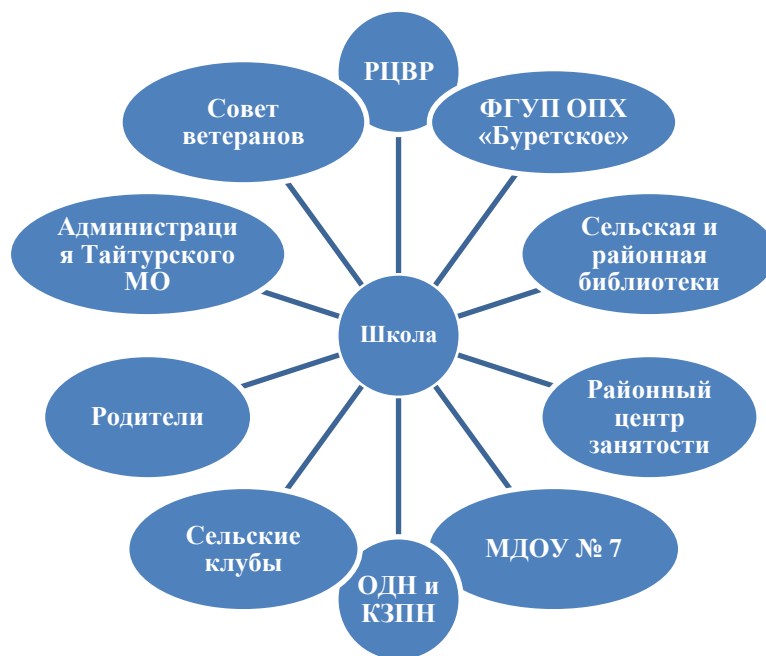 РЦВР
Совет
ветеранов
ФГУП ОПХ
«Буретское»
Администраци
я Тайтурского
МО
Сельская и
районная
библиотеки
Школа
Родители
Районный
центр
занятости
Сельские
клубы
МДОУ № 7
ОДН и
КЗПН